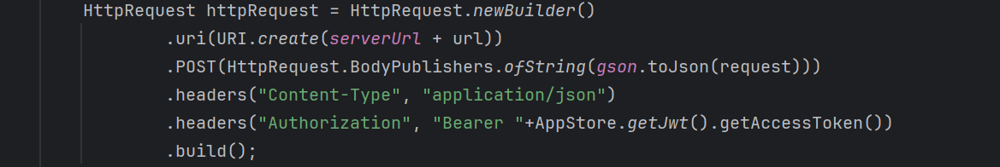 HttpRequest httpRequest = HttpRequest.newBuilder()
.uri(URI.create(serverUrl + url))
.POST(HttpRequest.BodyPublishers.ofString(gson.toJson(request)))
.headers("Content-Type", "application/json")
.headers("Authorization", "Bearer "+AppStore.getJwt().getAccessToken())
.build();